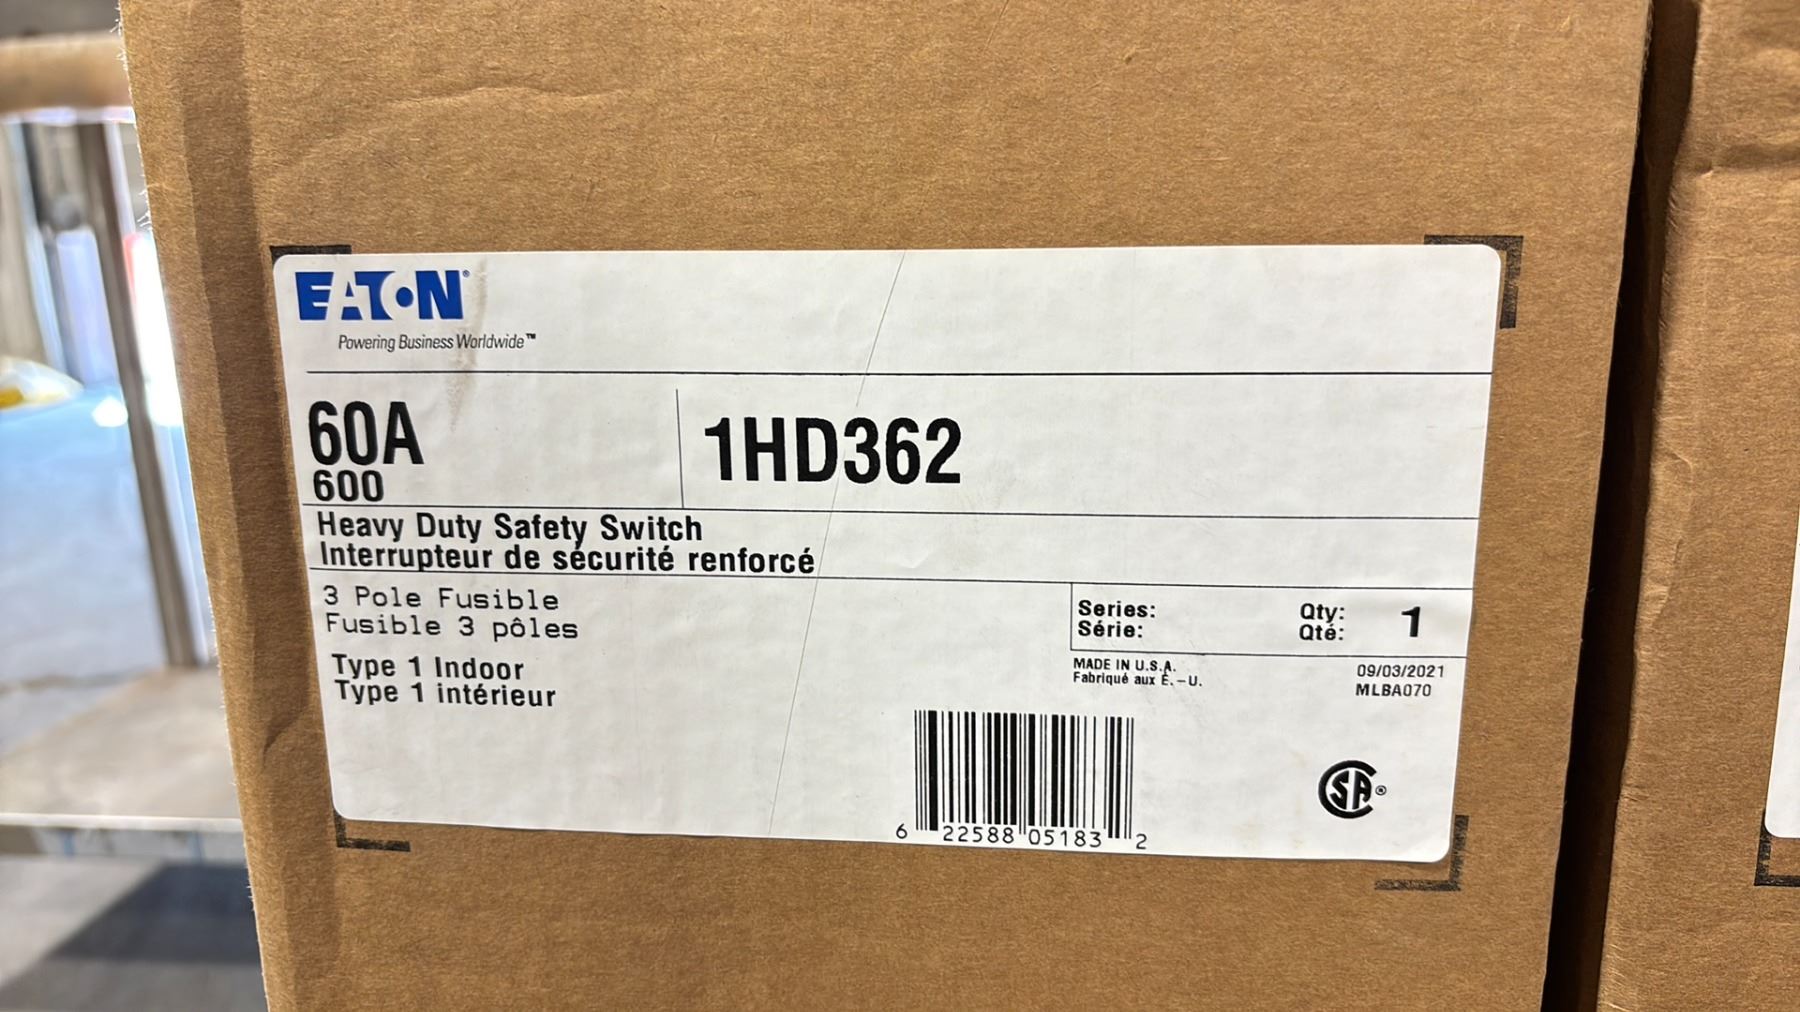 EATON®
Powering Business Worldwide™
60A
600
1HD362
Heavy Duty Safety Switch
Interrupteur de sécurité renforcé
3 Pole Fusible
Fusible 3 pôles
Type 1 Indoor
Type 1 intérieur
Series:
Série:
Qty:
Qté:
1
MADE IN U.S.A.
Fabriqué aux É.-U.
09/03/2021
MLBA070
6 22588 05183 2
SA®